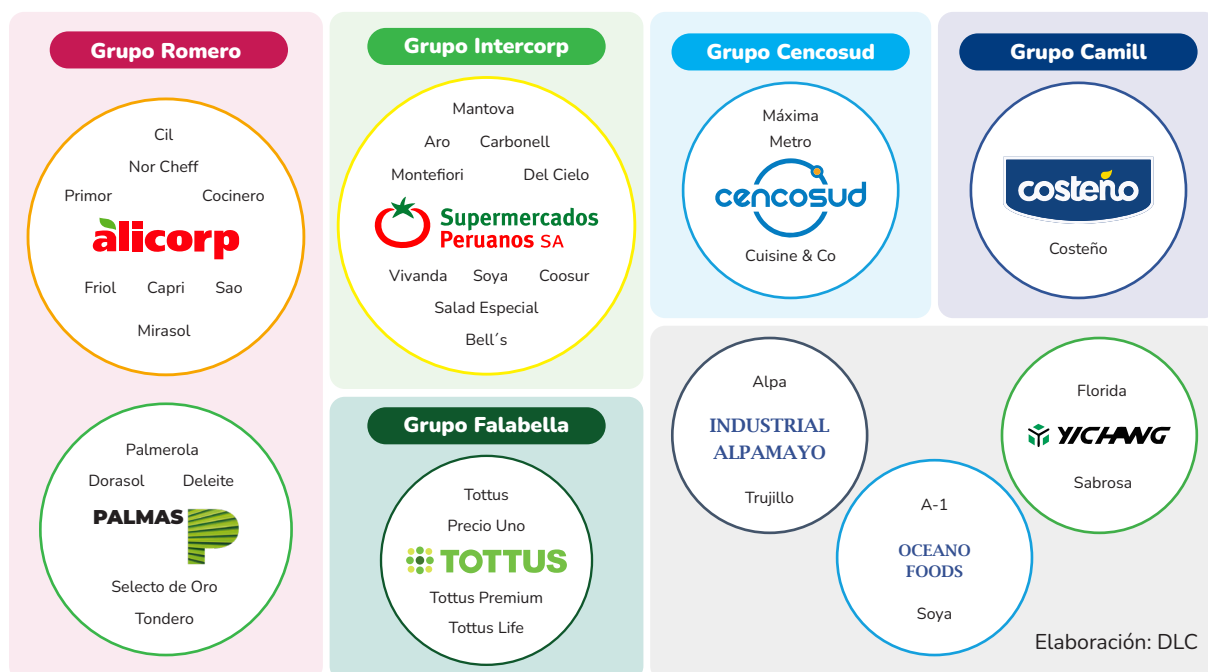 Grupo Romero
Cil
Nor Cheff
Primor Cocinero
alicorp
Friol Capri Sao
Mirasol
Palmerola
Dorasol Deleite
PALMAS
Selecto de Oro
Tondero
Grupo Intercorp
Mantova
Aro Carbonell
Montefiori Del Cielo
Supermercados
Peruanos SA
Vivanda Soya Coosur
Salad Especial
Bell´s
Grupo Falabella
Tottus
Precio Uno
TOTTUS
Tottus Premium
Tottus Life
Grupo Cencosud
Máxima
Metro
cencosud
Cuisine & Co
Grupo Camill
costeño
Costeño
Alpa
INDUSTRIAL
ALPAMAYO
Trujillo
A-1
OCEANO
FOODS
Soya
Florida
YICHANG
Sabrosa
Elaboración: DLC